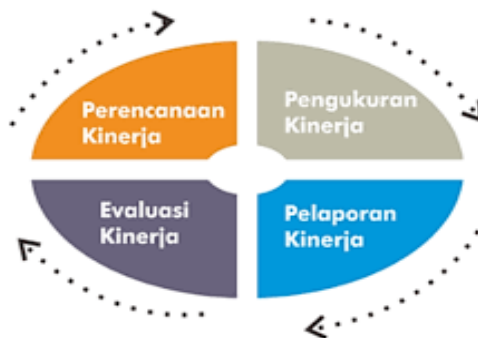 Perencanaan
Kinerja
Pengukuran
Kinerja
Evaluasi
Kinerja
Pelaporan
Kinerja